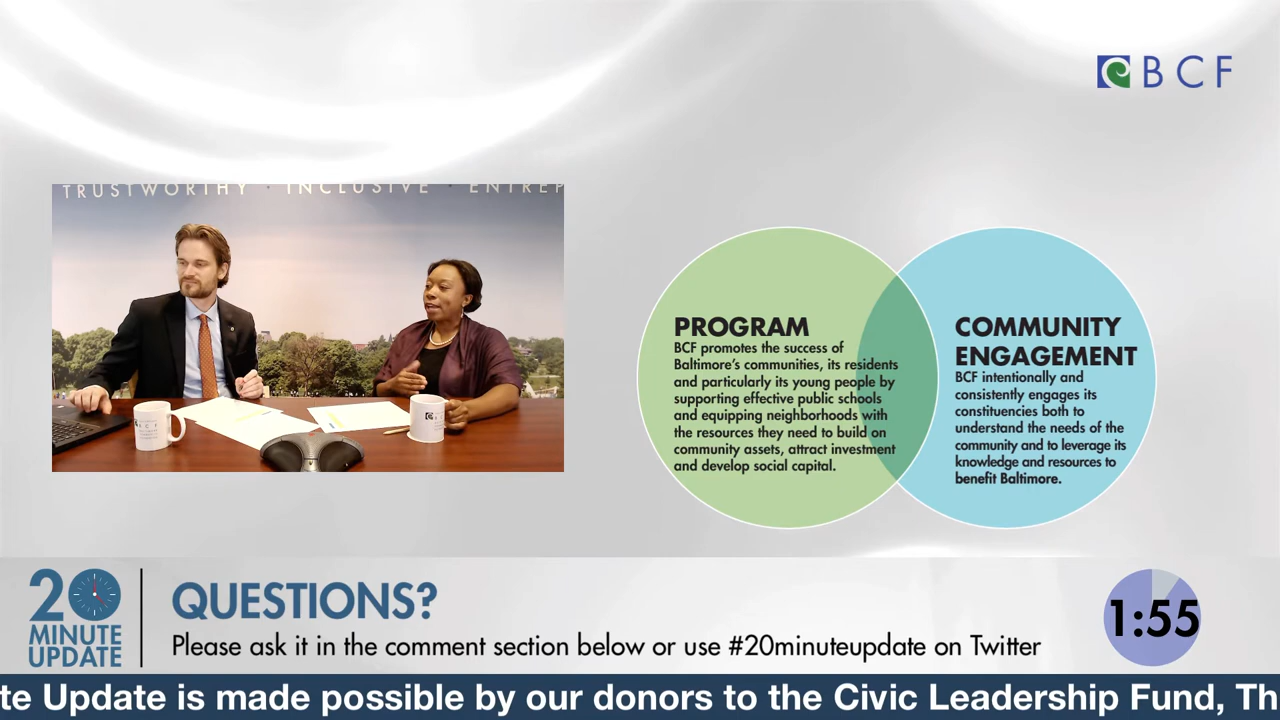 BCF
TRUSTWORTHY · INCLUSIVE · ENTREP
PROGRAM
BCF promotes the success of
Baltimore's communities, its residents
and particularly its young people by
supporting effective public schools
and equipping neighborhoods with
the resources they need to build on
community assets, attract investment
and develop social capital.
COMMUNITY
ENGAGEMENT
BCF intentionally and
consistently engages its
constituencies both to
understand the needs of the
community and to leverage its
knowledge and resources to
benefit Baltimore.
20
MINUTE
UPDATE
QUESTIONS?
Please ask it in the comment section below or use #20minuteupdate on Twitter
1:55
te Update is made possible by our donors to the Civic Leadership Fund, Th